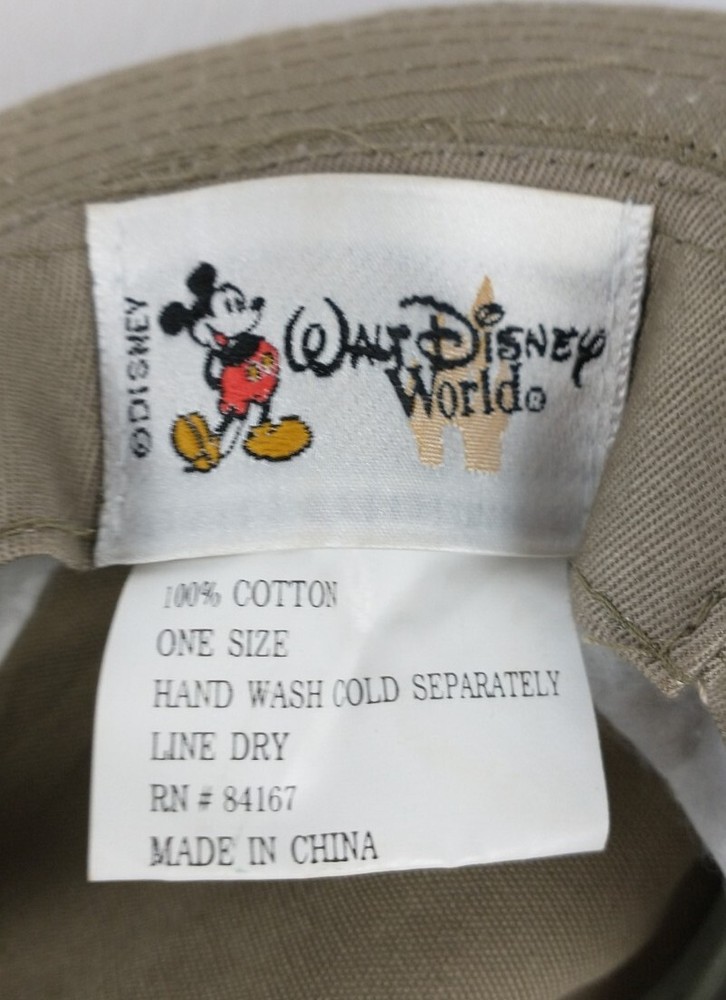 ©DISNEY
WALT DISNEY
World®
100% COTTON
ONE SIZE
HAND WASH COLD SEPARATELY
LINE DRY
RN # 84167
MADE IN CHINA